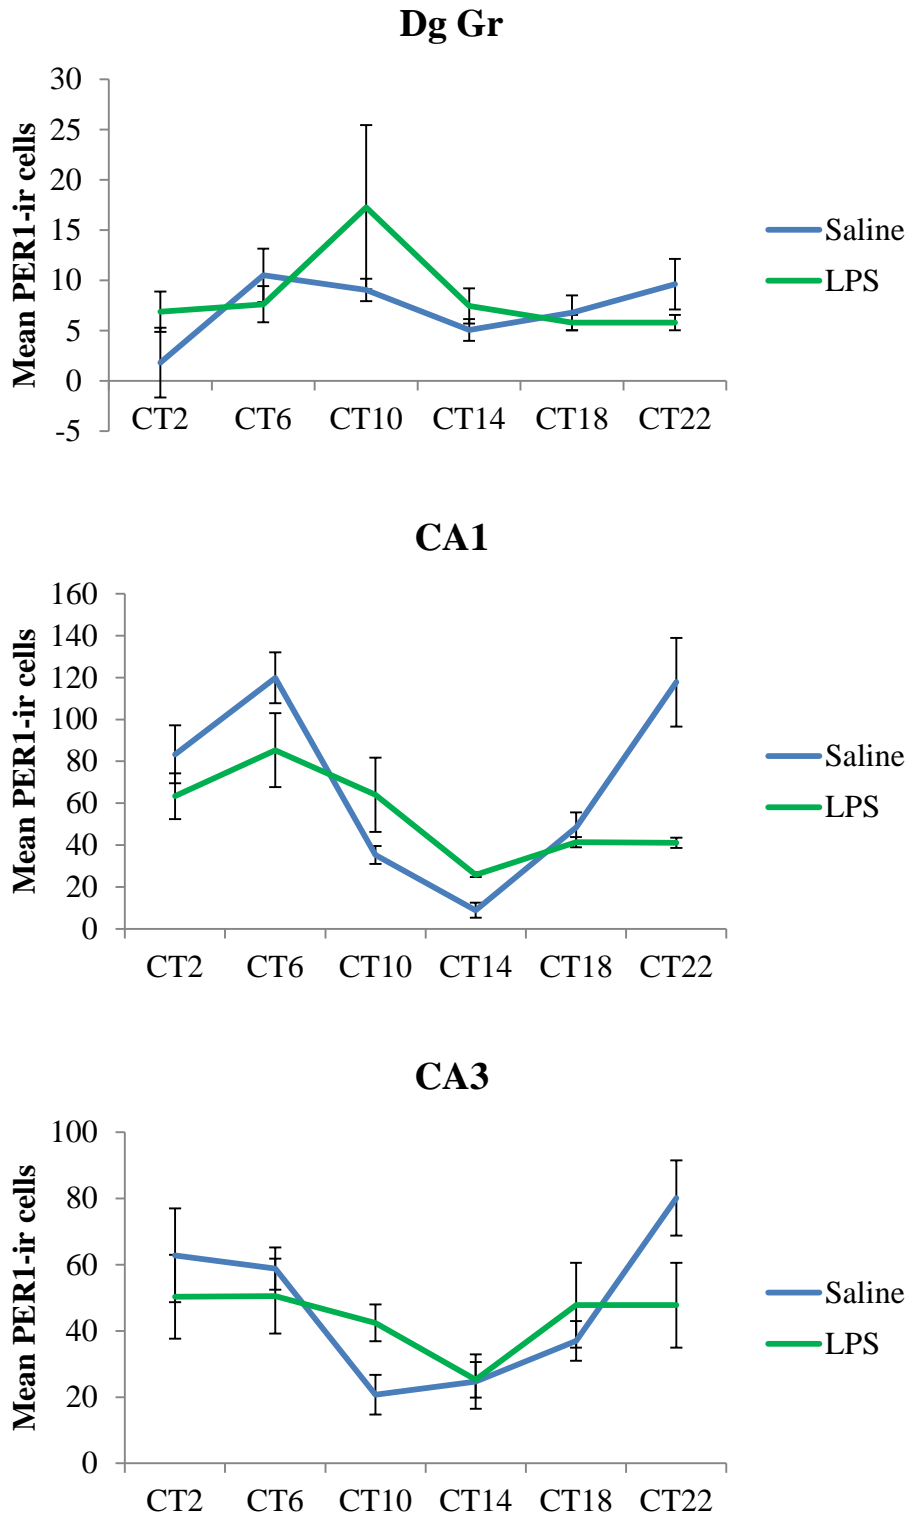 Dg Gr
Mean PER1-ir cells
30
25
20
15
10
5
0
-5
CT2 CT6 CT10 CT14 CT18 CT22
Saline
LPS
CA1
Mean PER1-ir cells
160
140
120
100
80
60
40
20
0
CT2 CT6 CT10 CT14 CT18 CT22
Saline
LPS
CA3
Mean PER1-ir cells
100
80
60
40
20
0
CT2 CT6 CT10 CT14 CT18 CT22
Saline
LPS